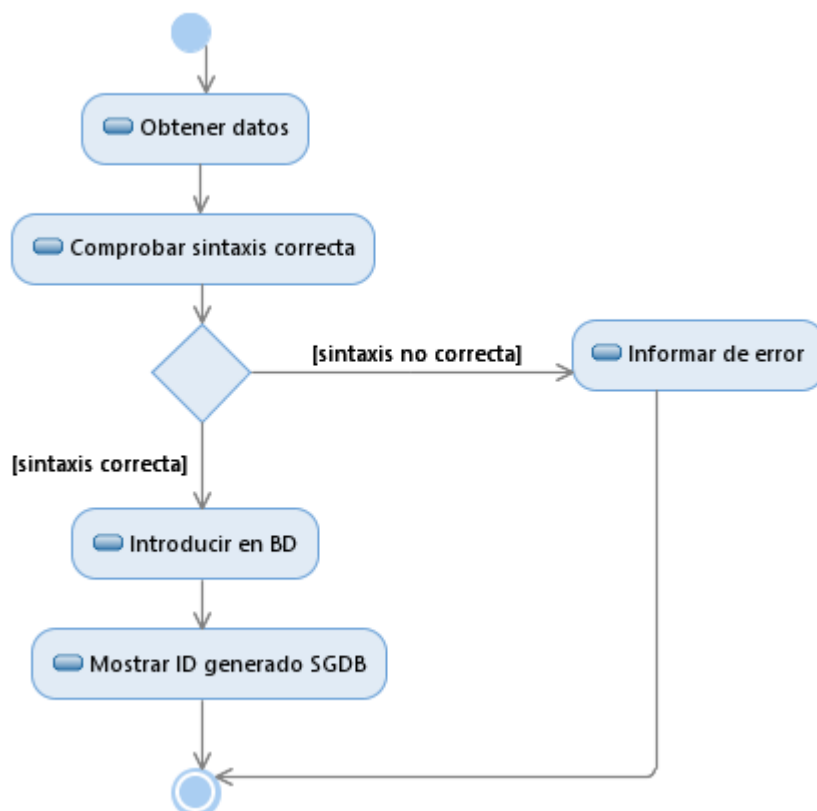 Obtener datos
Comprobar sintaxis correcta
[sintaxis no correcta]
Informar de error
[sintaxis correcta]
Introducir en BD
Mostrar ID generado SGDB